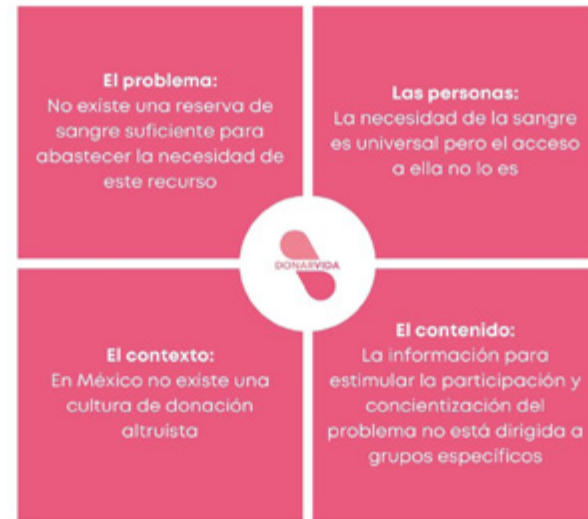 El problema:
No existe una reserva de
sangre suficiente para
abastecer la necesidad de
este recurso
Las personas:
La necesidad de la sangre
es universal pero el acceso
a ella no lo es
DONARVIDA
El contexto:
En México no existe una
cultura de donación
altruísta
El contenido:
La información para
estimular la participación y
concientización del
problema no está dirigida a
grupos específicos